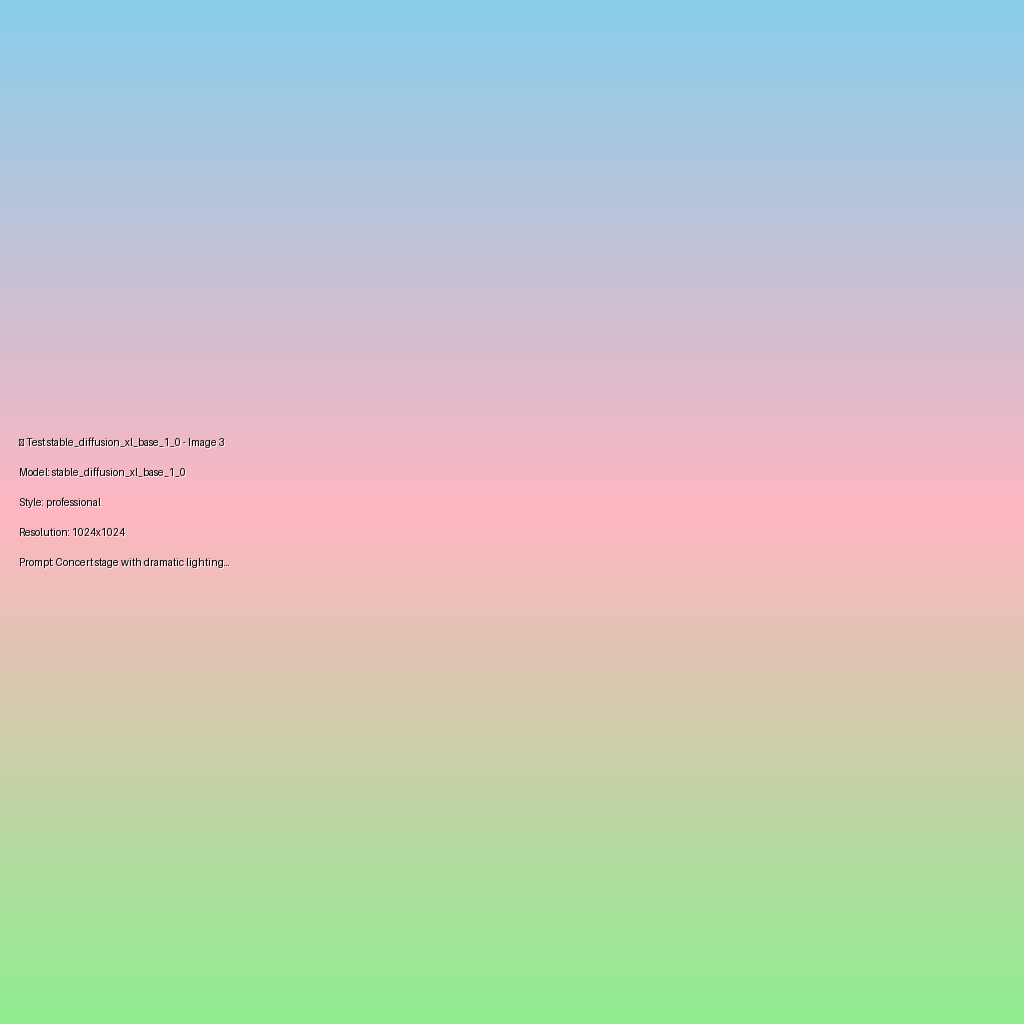 Test stable_diffusion_xl_base_1_0 - Image 3
Model: stable_diffusion_xl_base_1_0
Style: professional
Resolution: 1024x1024
Prompt: Concert stage with dramatic lighting...